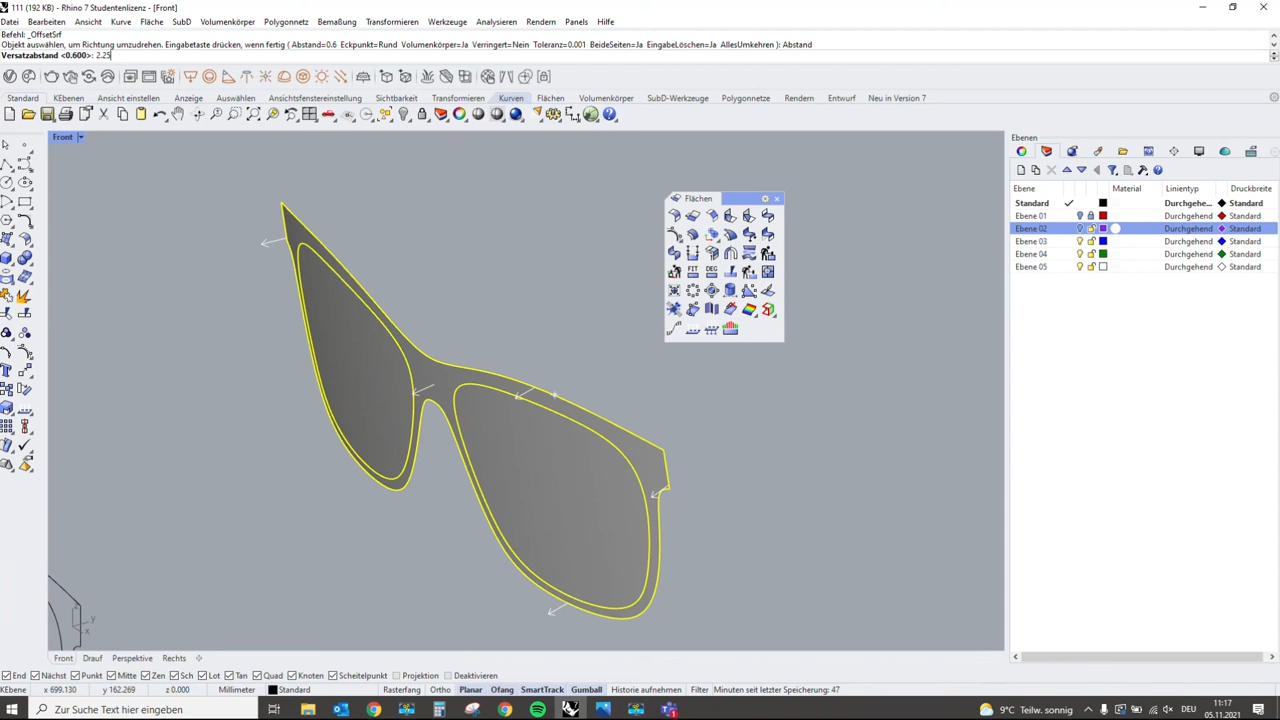 111 (192 KB) - Rhino 7 Studentenlizenz - [Front]
Datei Bearbeiten Ansicht Kurve Fläche SubD Volumenkörper Polygonnetz Bemaßung Transformieren Werkzeuge Analysieren Rendern Panels Hilfe
Befehl: _OffsetSrf
Objekt auswählen, um Richtung umzudrehen. Eingabetaste drücken, wenn fertig ( Abstand=0.6 Eckpunkt=Rund Volumenkörper=Ja Verringert=Nein Toleranz=0.001 BeideSeiten=Ja EingabeLöschen=Ja AllesUmkehren ): Abstand
Versatzabstand <0.600>: 2.25
Standard KEbenen Ansicht einstellen Anzeige Auswählen Ansichtsfenstereinstellung Sichtbarkeit Transformieren Kurven Flächen Volumenkörper SubD-Werkzeuge Polygonnetze Rendern Entwurf Neu in Version 7
Front
Flächen
FIT DEG
y
x
Ebenen
Ebene Material Linientyp Druckbreite
Standard Durchgehe... Standard
Ebene 01 Durchgehend Standard
Ebene 02 Durchgehend Standard
Ebene 03 Durchgehend Standard
Ebene 04 Durchgehend Standard
Ebene 05 Durchgehend Standard
Front Drauf Perspektive Rechts
End Nächst Punkt Mitte Zen Sch Lot Tan Quad Knoten Scheitelpunkt Projektion Deaktivieren
KEbene x 699.130 y 162.269 z 0.000 Millimeter Standard Rasterfang Ortho Planar Ofang SmartTrack Gumball Historie aufnehmen Filter Minuten seit letzter Speicherung: 47
Zur Suche Text hier eingeben
9°C Teilw. sonnig DEU 11:17
05.11.2021